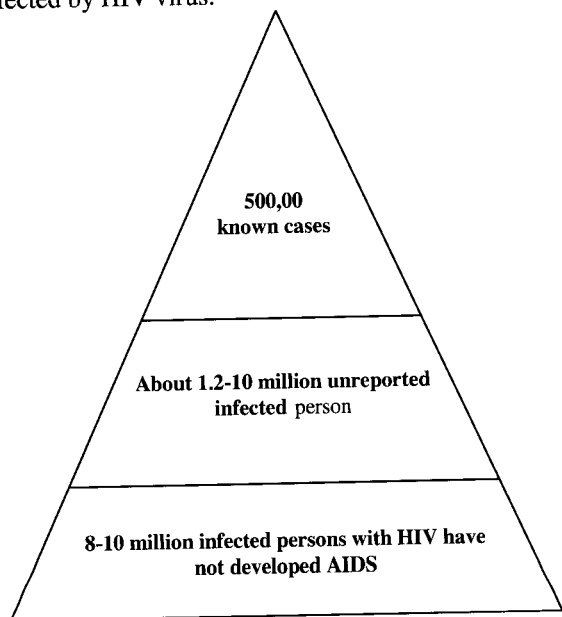 fected by HIV virus.
500,00
known cases
About 1.2-10 million unreported
infected person
8-10 million infected persons with HIV have
not developed AIDS